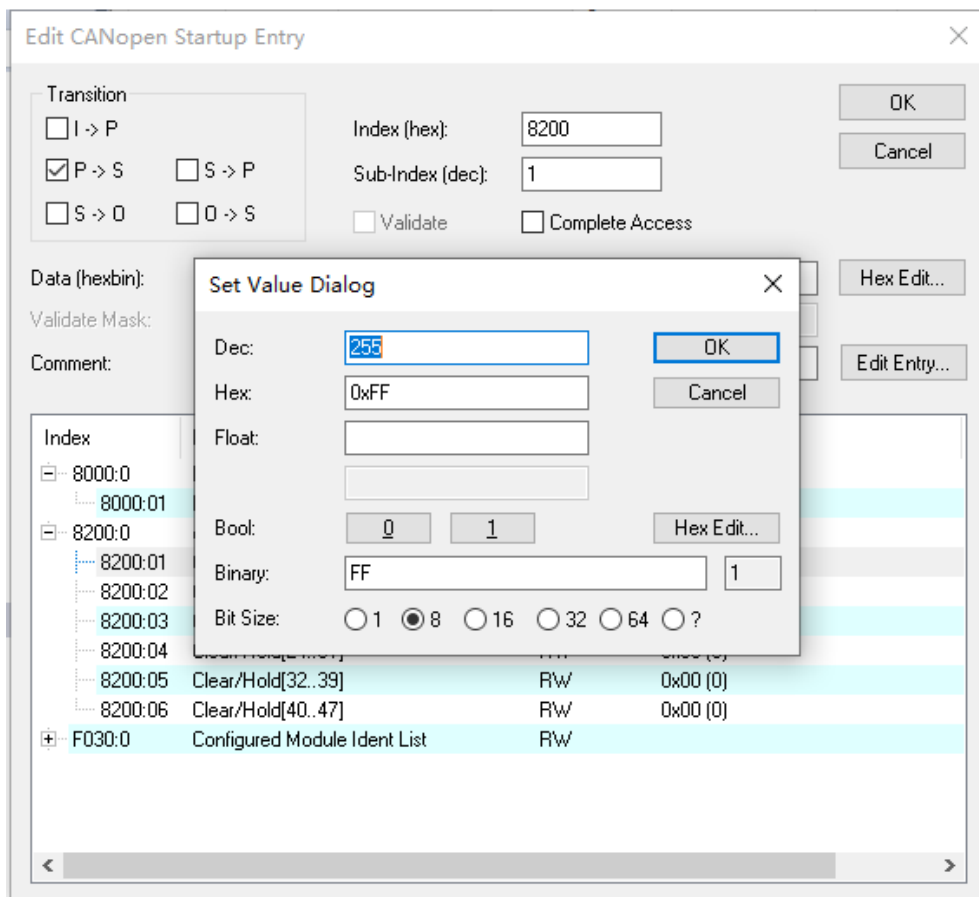 Edit CANopen Startup Entry
Transition
I -> P
P -> S
S -> P
S -> O
O -> S
Index (hex):
8200
Sub-Index (dec):
1
Validate
Complete Access
OK
Cancel
Data (hexbin):
Hex Edit...
Validate Mask:
Comment:
Edit Entry...
Set Value Dialog
Dec:
255
OK
Hex:
0xFF
Cancel
Float:
Bool:
0
1
Hex Edit...
Binary:
FF
1
Bit Size:
1
8
16
32
64
?
Index
8000:0
8000:01
8200:0
8200:01
8200:02
8200:03
8200:04
8200:05 Clear/Hold[32..39] RW 0x00 (0)
8200:06 Clear/Hold[40..47] RW 0x00 (0)
F030:0 Configured Module Ident List RW